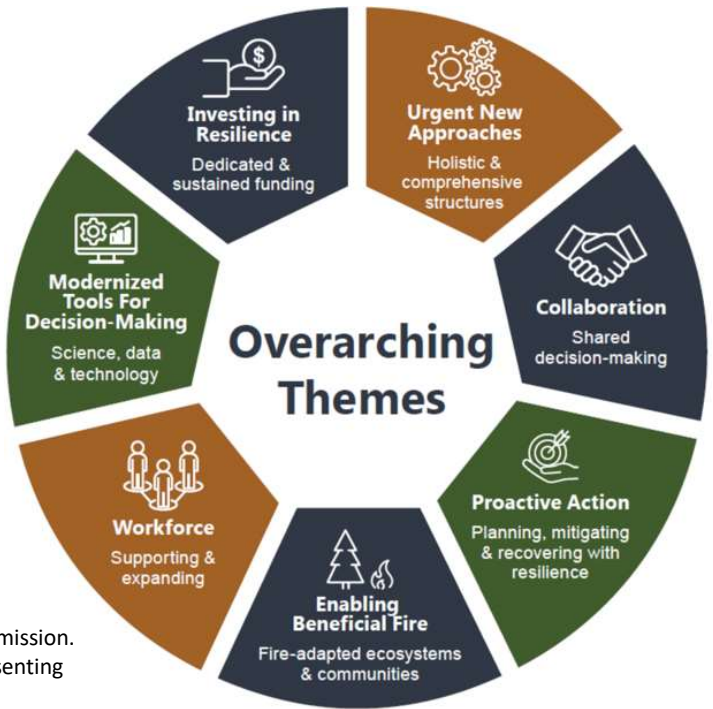 Overarching
Themes
$
Urgent New
Approaches
Holistic &
comprehensive
structures
Collaboration
Shared
decision-making
Proactive Action
Planning, mitigating
& recovering with
resilience
Enabling
Beneficial Fire
Fire-adapted ecosystems
& communities
Workforce
Supporting &
expanding
Modernized
Tools For
Decision-Making
Science, data
& technology
Investing in
Resilience
Dedicated &
sustained funding
mission.
senting